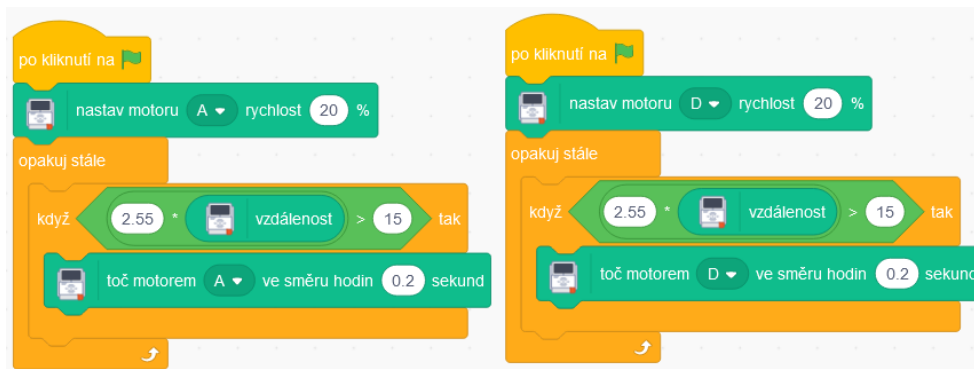 po kliknutí na
nastav motoru A rychlost 20 %
opakuj stále
když 2.55 * vzdálenost > 15 tak
toč motorem A ve směru hodin 0.2 sekund
po kliknutí na
nastav motoru D rychlost 20 %
opakuj stále
když 2.55 * vzdálenost > 15 tak
toč motorem D ve směru hodin 0.2 sekund